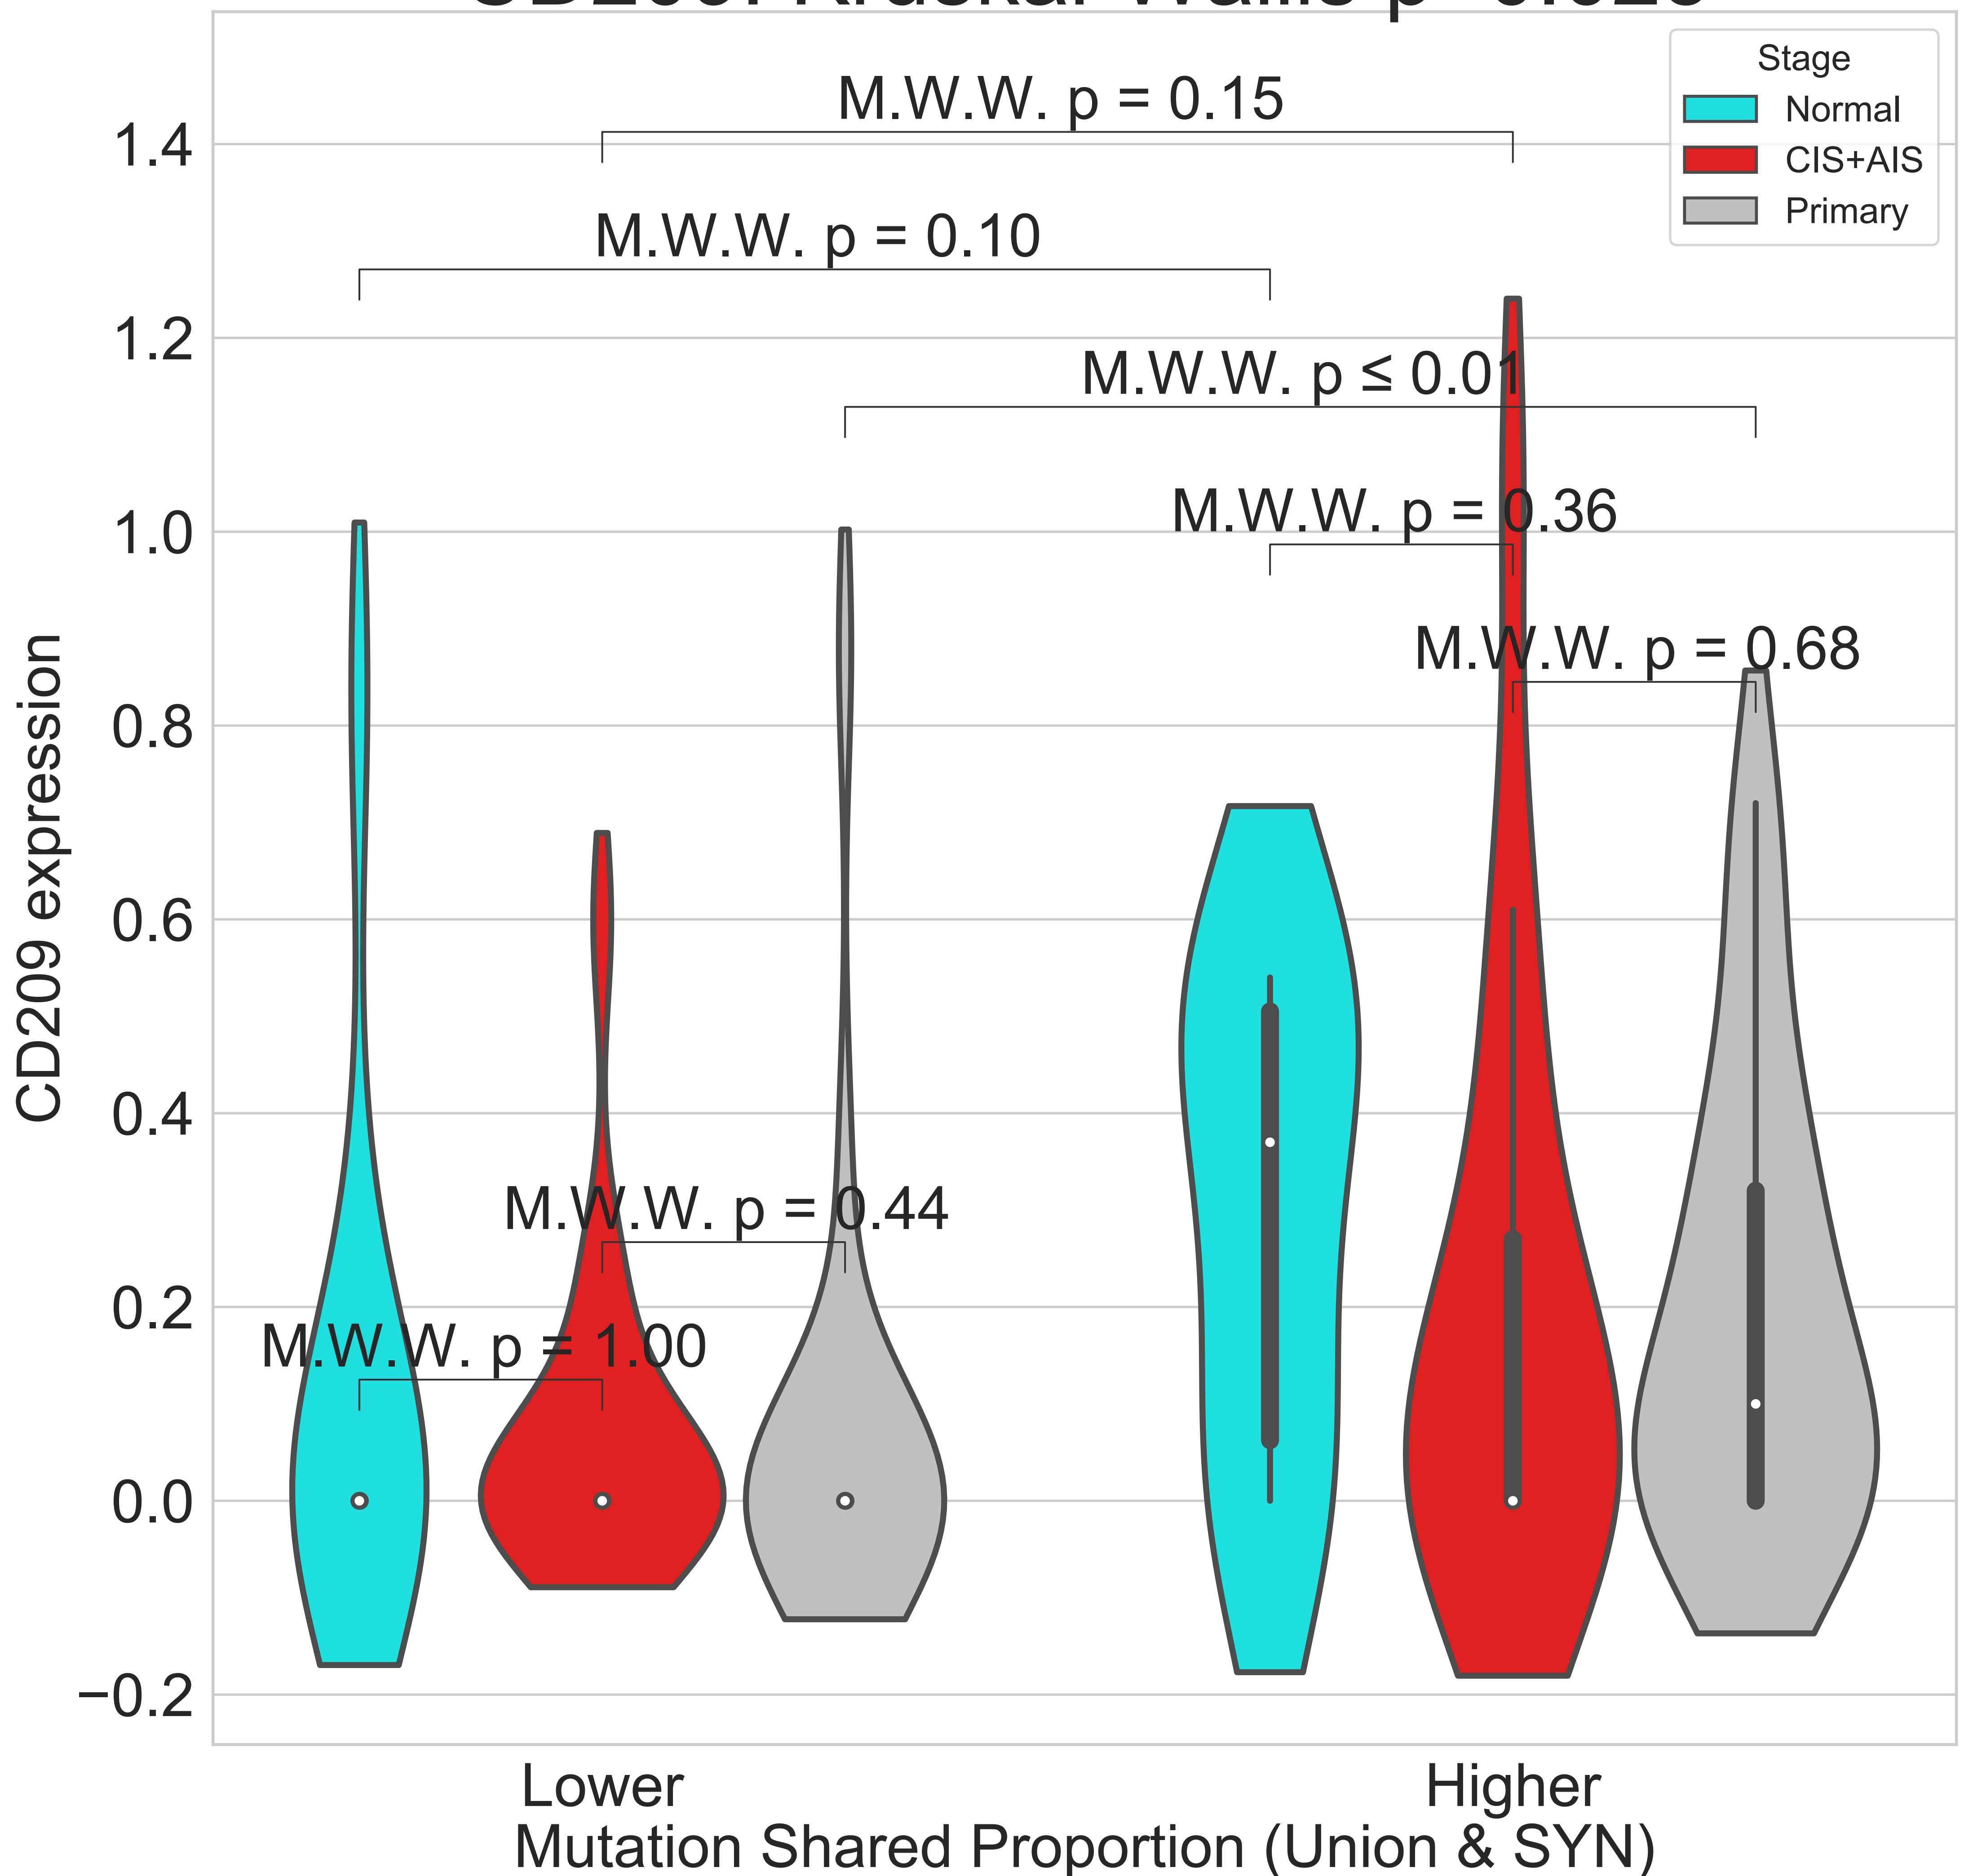 Stage
Normal
CIS+AIS
Primary
M.W.W. p = 0.15
M.W.W. p = 0.10
M.W.W. p ≤ 0.01
M.W.W. p = 0.36
M.W.W. p = 0.68
M.W.W. p = 0.44
M.W.W. p = 1.00
1.4
1.2
1.0
0.8
0.6
0.4
0.2
0.0
−0.2
CD209 expression
Lower
Higher
Mutation Shared Proportion (Union & SYN)